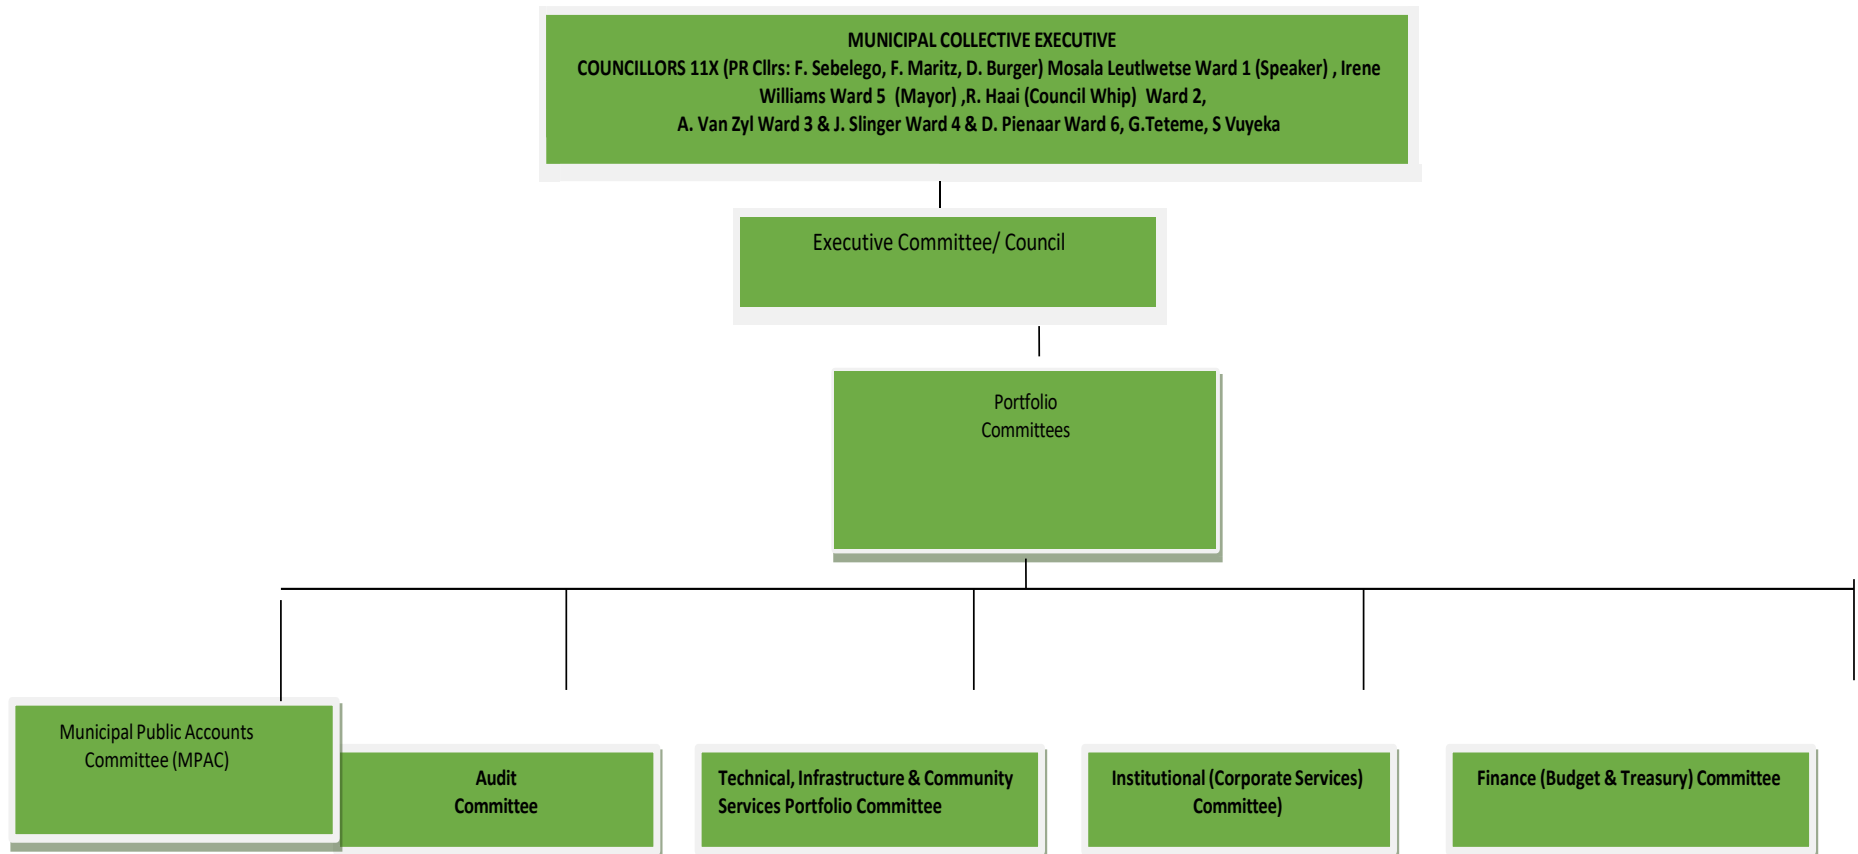 MUNICIPAL COLLECTIVE EXECUTIVE
COUNCILLORS 11X (PR Cllrs: F. Sebelego, F. Maritz, D. Burger) Mosala Leutlwetse Ward 1 (Speaker) , Irene
Williams Ward 5 (Mayor) ,R. Haai (Council Whip) Ward 2,
A. Van Zyl Ward 3 & J. Slinger Ward 4 & D. Pienaar Ward 6, G.Teteme, S Vuyeka
Executive Committee/ Council
Portfolio
Committees
Municipal Public Accounts
Committee (MPAC)
Audit
Committee
Technical, Infrastructure & Community
Services Portfolio Committee
Institutional (Corporate Services)
Committee)
Finance (Budget & Treasury) Committee